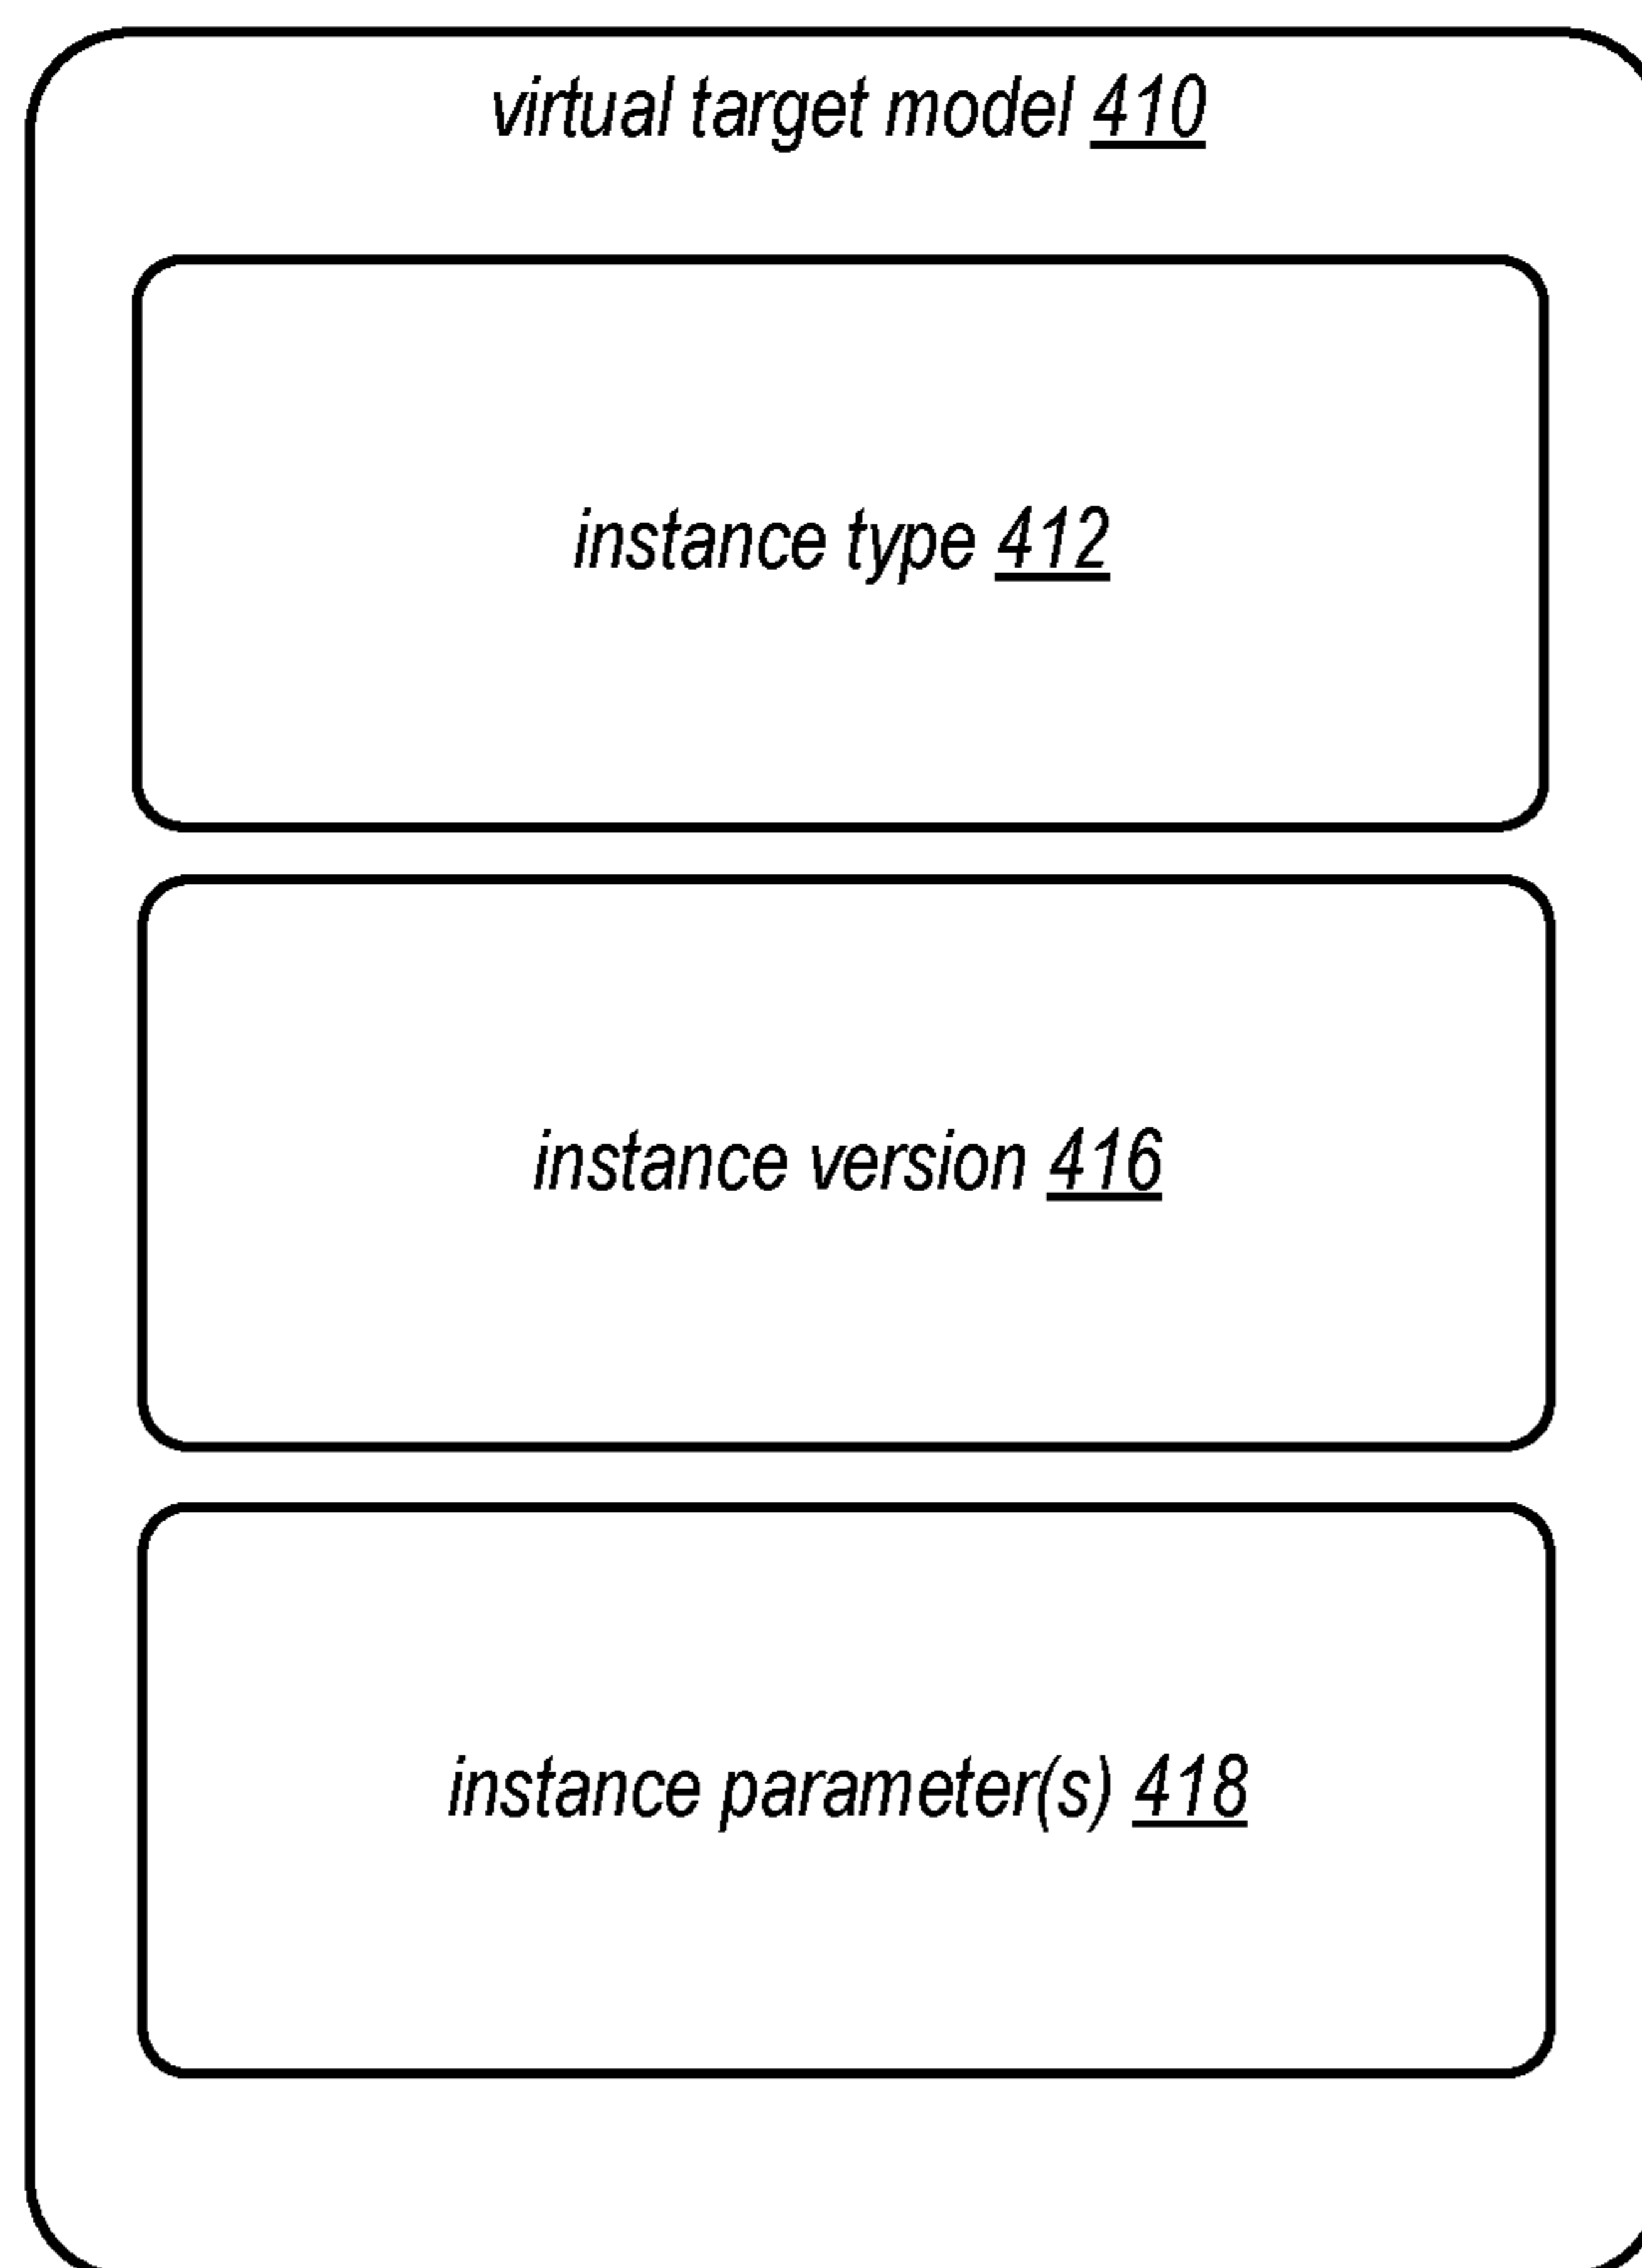 virtual target model 410
instance type 412
instance version 416
instance parameter(s) 418